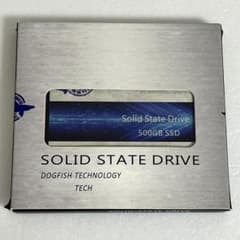 Solid State Drive
500GB SSD
SOLID STATE DRIVE
DOGFISH-TECHNOLOGY
TECH